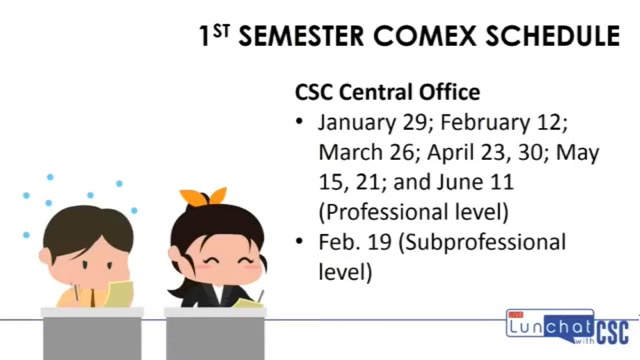 1ST SEMESTER COMEX SCHEDULE
CSC Central Office
• January 29; February 12;
March 26; April 23, 30; May
15, 21; and June 11
(Professional level)
• Feb. 19 (Subprofessional
level)
LIVE
Lunchat
with CSC